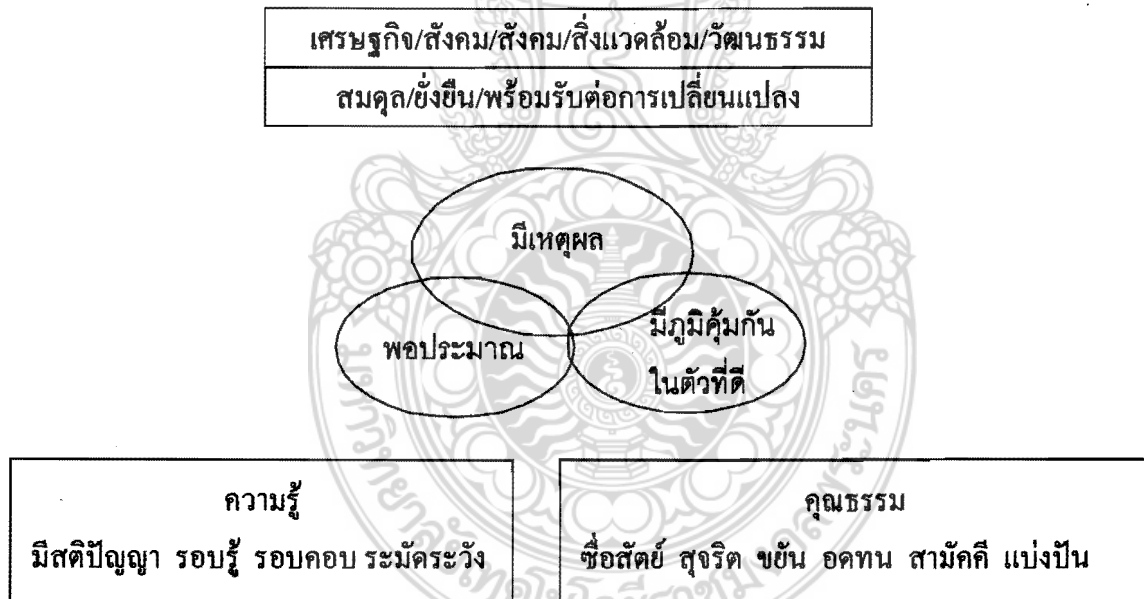 เศรษฐกิจ/สังคม/สังคม/สิ่งแวดล้อม/วัฒนธรรม
สมดุล/ยั่งยืน/พร้อมรับต่อการเปลี่ยนแปลง
มีเหตุผล
พอประมาณ
มีภูมิคุ้มกัน
ในตัวที่ดี
ความรู้
มีสติปัญญา รอบรู้ รอบคอบ ระมัดระวัง
คุณธรรม
ซื่อสัตย์ สุจริต ขยัน อดทน สามัคคี แบ่งปัน